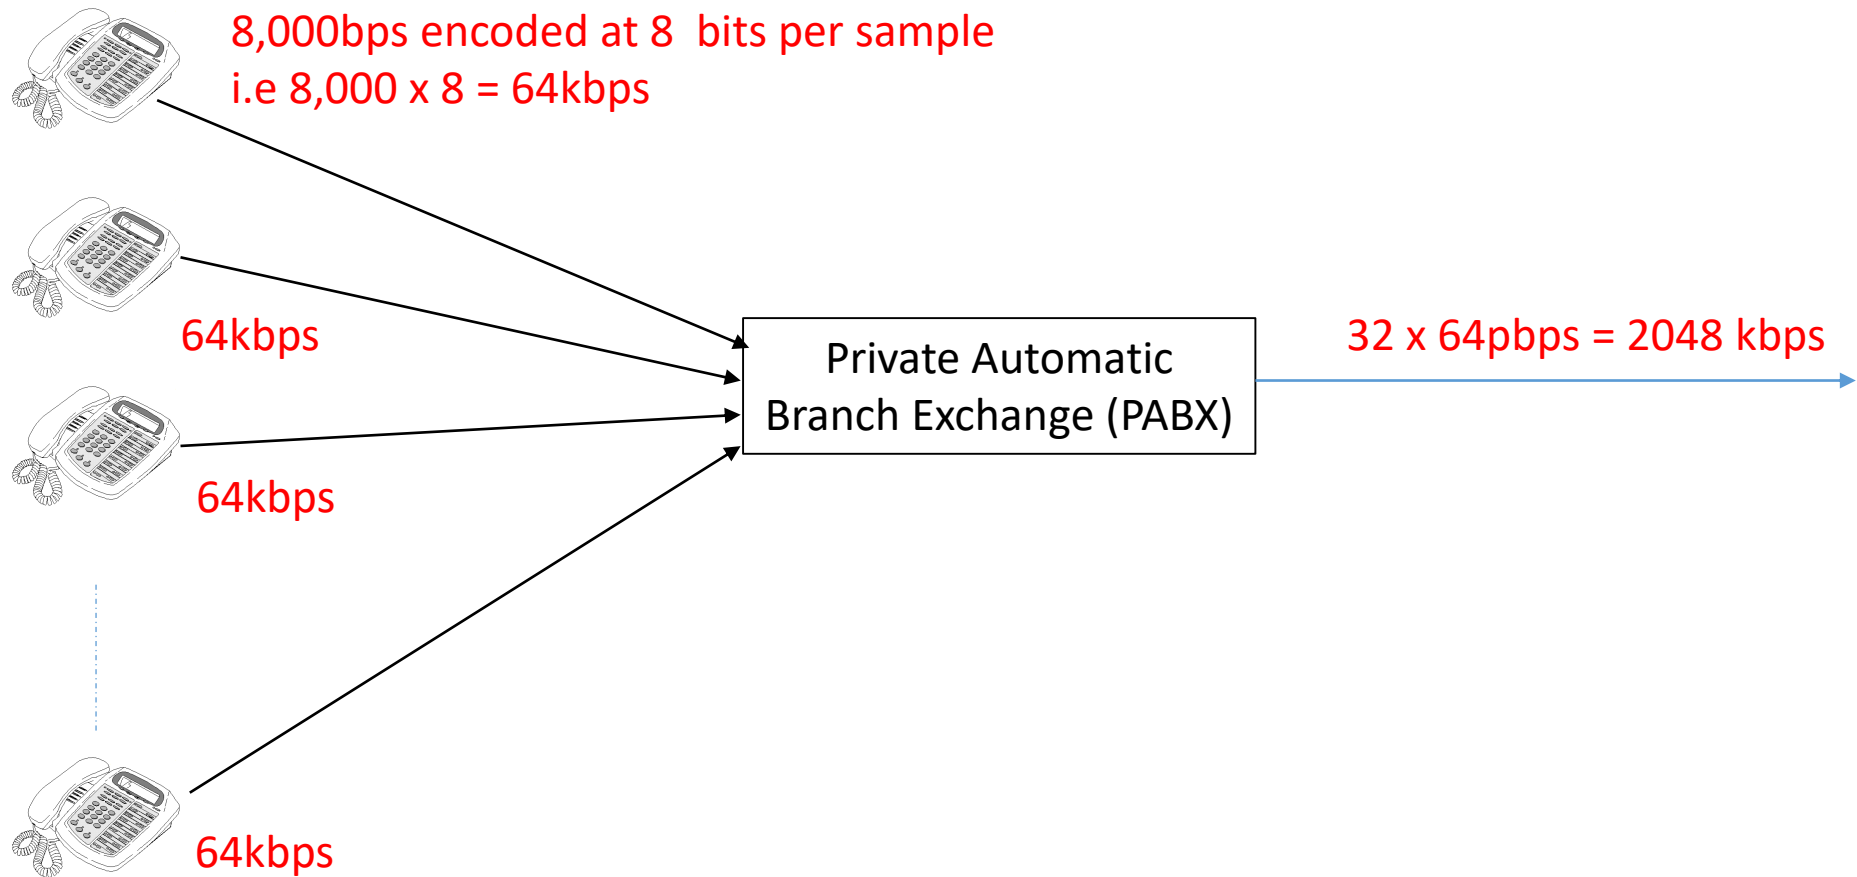 8,000bps encoded at 8  bits per sample
i.e 8,000 x 8 = 64kbps
64kbps
64kbps
64kbps
Private Automatic
Branch Exchange (PABX)
32 x 64pbps = 2048 kbps